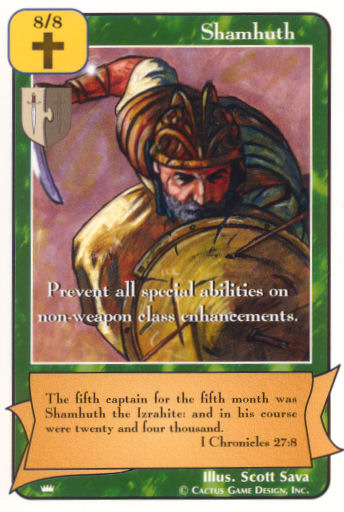 8/8
Shamhuth
Prevent all special abilities on
non-weapon class enhancements.
The fifth captain for the fifth month was
Shamhuth the Izrahite: and in his course
were twenty and four thousand.
I Chronicles 27:8
Illus. Scott Sava
© Cactus Game Design, Inc.